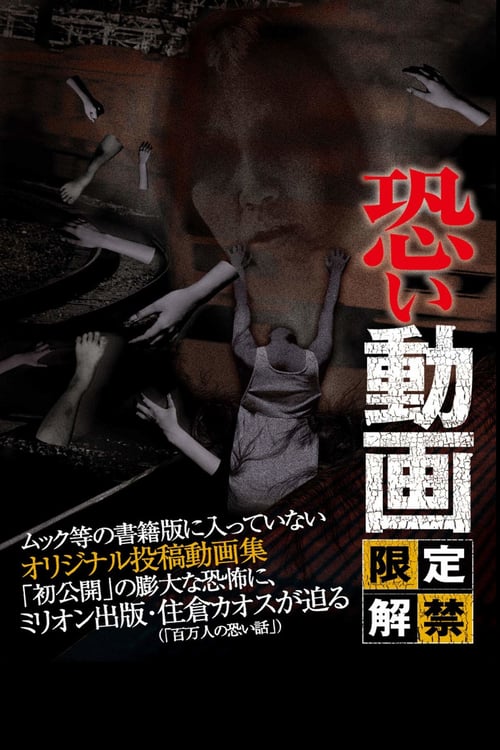 恐い
動画
限定
解禁
ムック等の書籍版に入っていない
オリジナル投稿動画集
「初公開」の膨大な恐怖に、
ミリオン出版・住倉カオスが迫る
(「百万人の恐い話」)